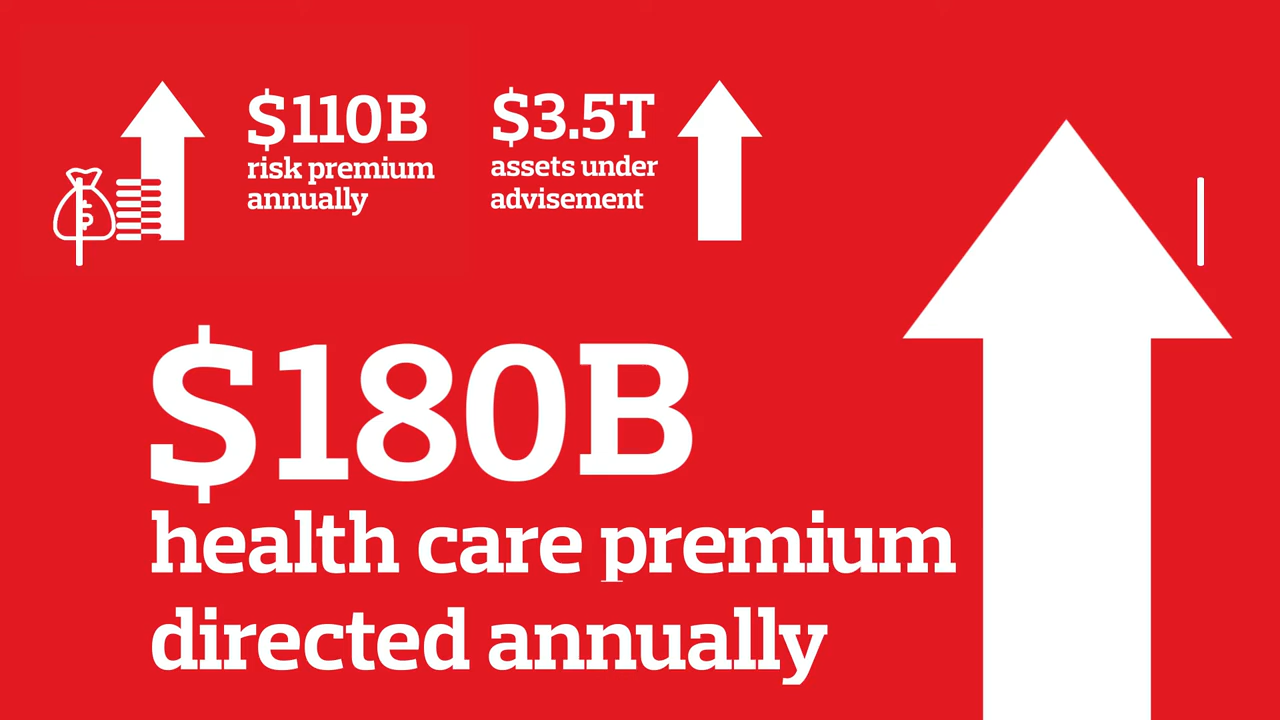 $110B
risk premium
annually
$3.5T
assets under
advisement
$
$180B
health care premium
directed annually